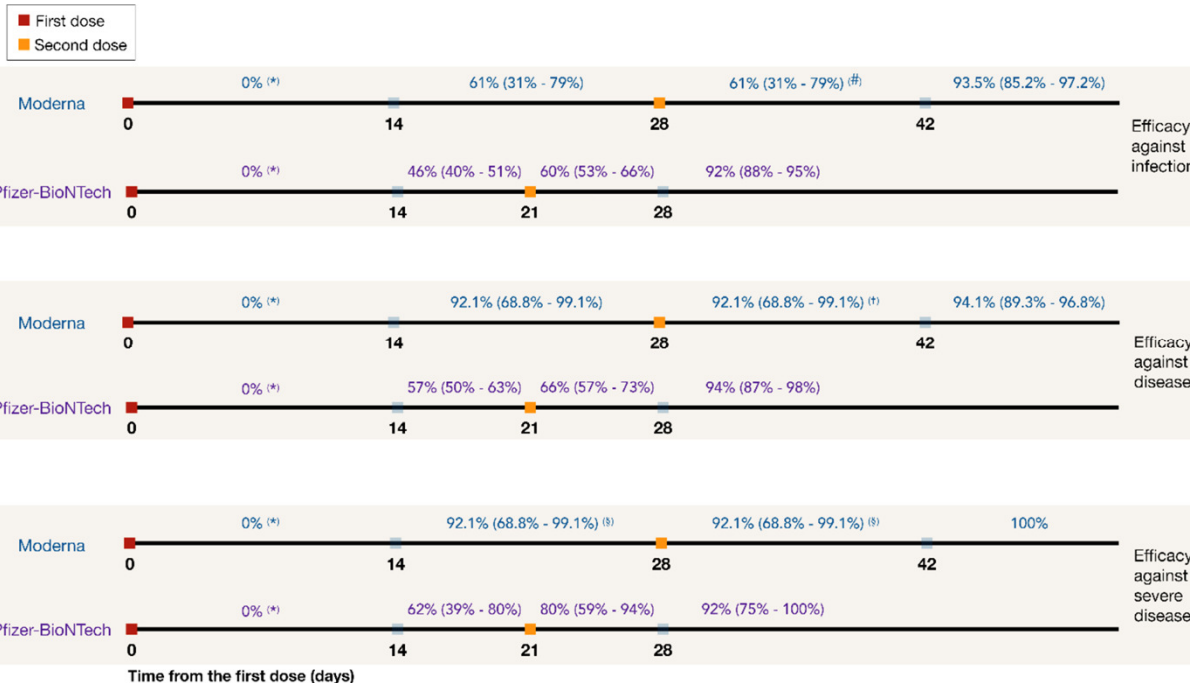 First dose
Second dose
0% (*) 61% (31% - 79%) 61% (31% - 79%) (#) 93.5% (85.2% - 97.2%)
Moderna
0 14 28 42
Efficacy
against
infection
0% (*) 46% (40% - 51%) 60% (53% - 66%) 92% (88% - 95%)
Pfizer-BioNTech
0 14 21 28
0% (*) 92.1% (68.8% - 99.1%) 92.1% (68.8% - 99.1%) (†) 94.1% (89.3% - 96.8%)
Moderna
0 14 28 42
Efficacy
against
disease
0% (*) 57% (50% - 63%) 66% (57% - 73%) 94% (87% - 98%)
Pfizer-BioNTech
0 14 21 28
0% (*) 92.1% (68.8% - 99.1%) (§) 92.1% (68.8% - 99.1%) (§) 100%
Moderna
0 14 28 42
Efficacy
against
severe
disease
0% (*) 62% (39% - 80%) 80% (59% - 94%) 92% (75% - 100%)
Pfizer-BioNTech
0 14 21 28
Time from the first dose (days)